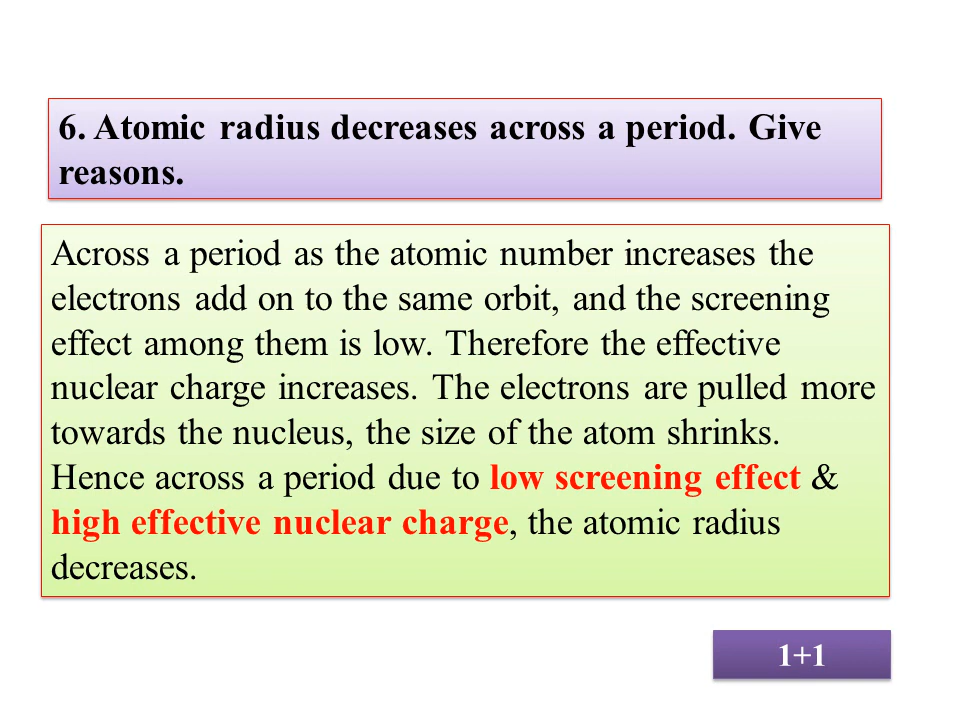 6. Atomic radius decreases across a period. Give
reasons.
Across a period as the atomic number increases the
electrons add on to the same orbit, and the screening
effect among them is low. Therefore the effective
nuclear charge increases. The electrons are pulled more
towards the nucleus, the size of the atom shrinks.
Hence across a period due to low screening effect &
high effective nuclear charge, the atomic radius
decreases.
1+1